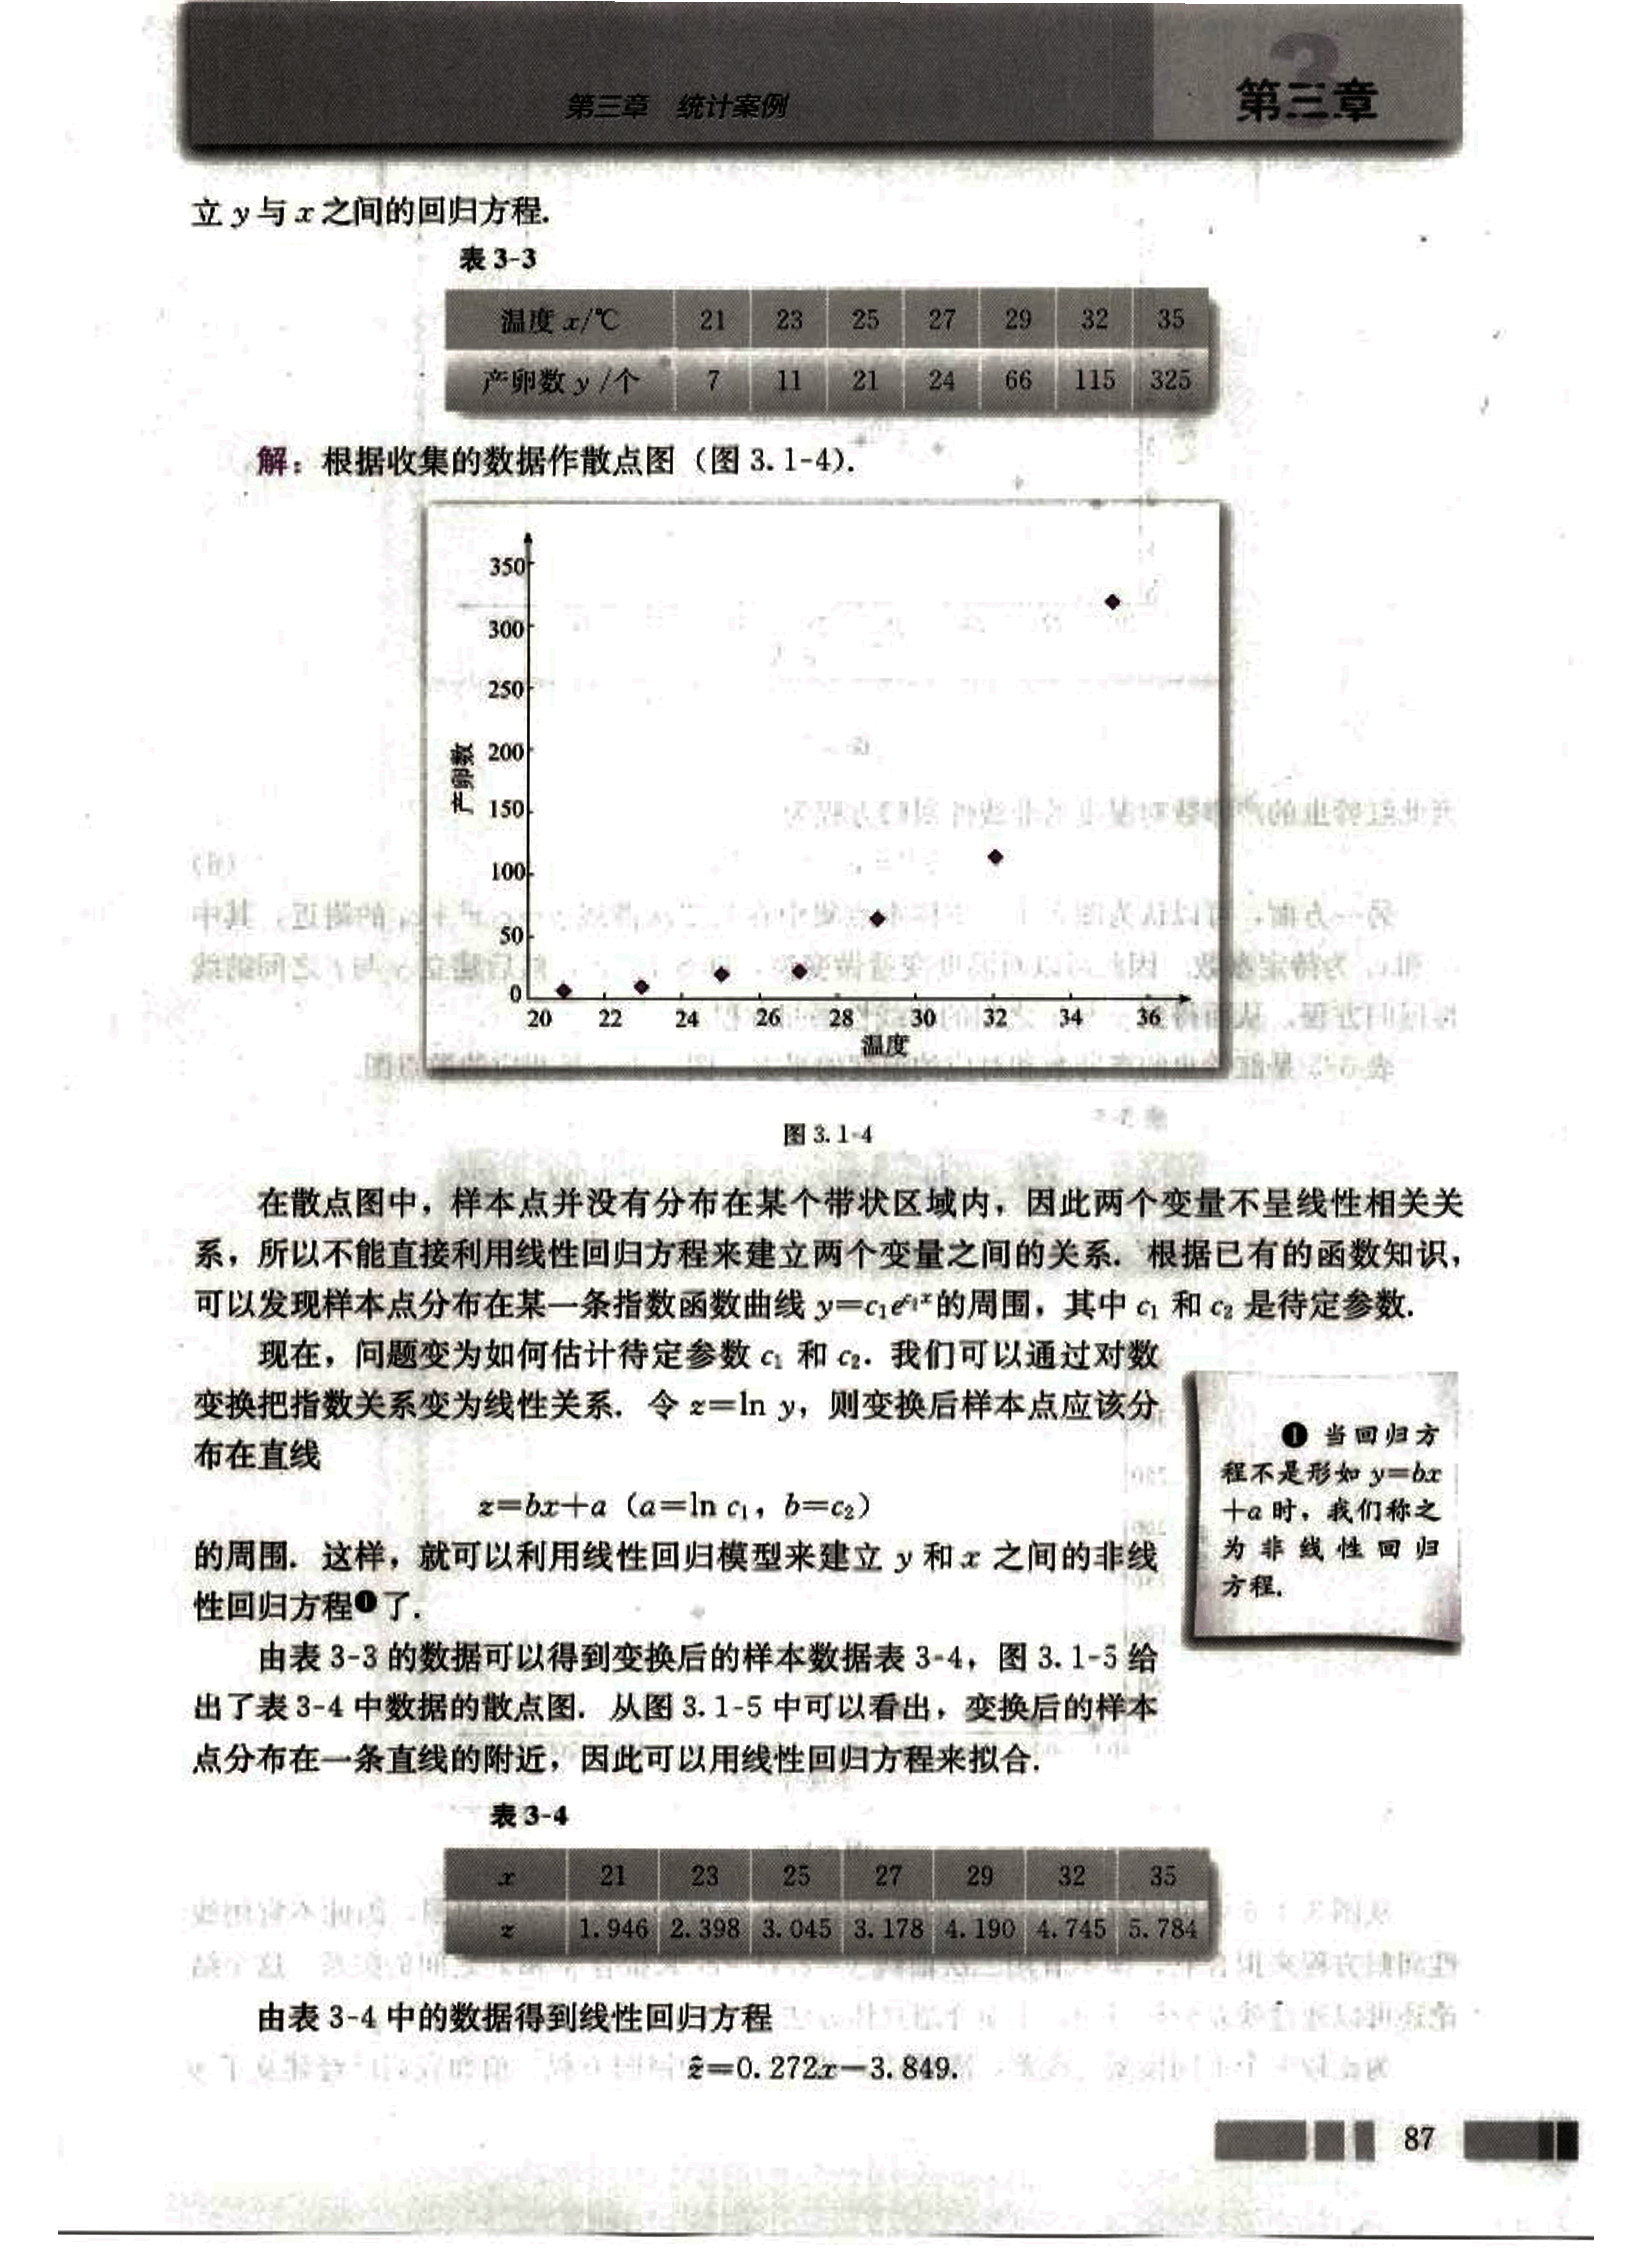 第三章 统计案例
第三章
立 y 与 x 之间的回归方程.
表 3-3
温度 x/℃ 21 23 25 27 29 32 35
产卵数 y/个 7 11 21 24 66 115 325
解：根据收集的数据作散点图（图 3.1-4).
350
300
250
200
150
100
50
0
产卵数
20 22 24 26 28 30 32 34 36
温度
图 3.1-4
在散点图中，样本点并没有分布在某个带状区域内，因此两个变量不呈线性相关关
系，所以不能直接利用线性回归方程来建立两个变量之间的关系. 根据已有的函数知识，
可以发现样本点分布在某一条指数函数曲线 y=c₁e^{c₂x}的周围，其中 c₁ 和 c₂ 是待定参数.
现在，问题变为如何估计待定参数 c₁ 和 c₂. 我们可以通过对数
变换把指数关系变为线性关系. 令 z=ln y，则变换后样本点应该分
布在直线
z=bx+a（a=ln c₁，b=c₂）
的周围. 这样，就可以利用线性回归模型来建立 y 和 x 之间的非线
性回归方程❶了.
❶ 当回归方
程不是形如 y=bx
+a 时，我们称之
为非线性回归
方程.
由表 3-3 的数据可以得到变换后的样本数据表 3-4，图 3.1-5 给
出了表 3-4 中数据的散点图. 从图 3.1-5 中可以看出，变换后的样本
点分布在一条直线的附近，因此可以用线性回归方程来拟合.
表 3-4
x 21 23 25 27 29 32 35
z 1.946 2.398 3.045 3.178 4.190 4.745 5.784
由表 3-4 中的数据得到线性回归方程
ẑ=0.272x-3.849.
87